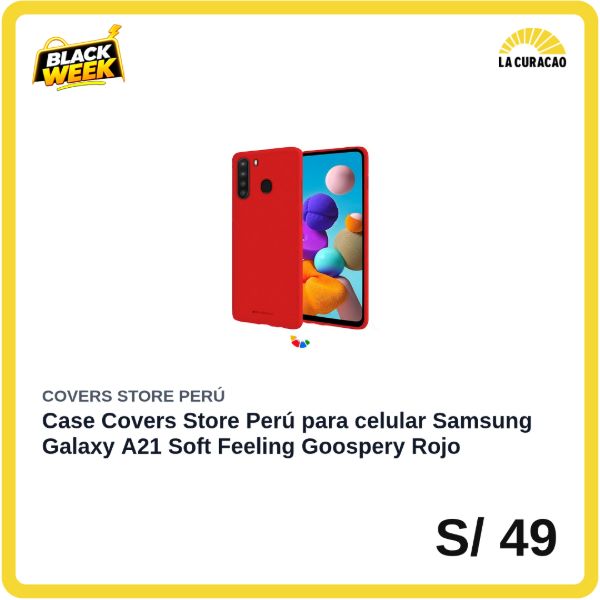 BLACK
WEEK
LA CURACAO
COVERS STORE PERÚ
Case Covers Store Perú para celular Samsung
Galaxy A21 Soft Feeling Goospery Rojo
S/ 49